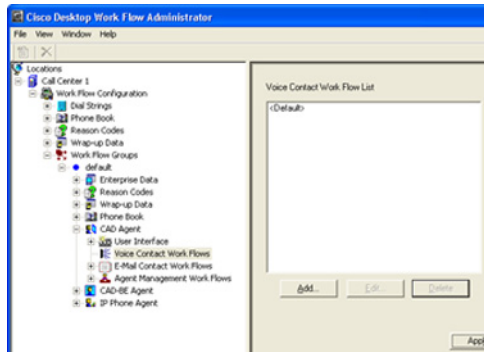 Cisco Desktop Work Flow Administrator
File View Window Help
Locations
Call Center 1
Work Flow Configuration
Dial Strings
Phone Book
Reason Codes
Wrap-up Data
Work Flow Groups
default
Enterprise Data
Reason Codes
Wrap-up Data
Phone Book
CAD Agent
User Interface
Voice Contact Work Flows
E-Mail Contact Work Flows
Agent Management Work Flows
CAD-BE Agent
IP Phone Agent
Voice Contact Work Flow List
<Default>
Add... Edit... Delete
Appl